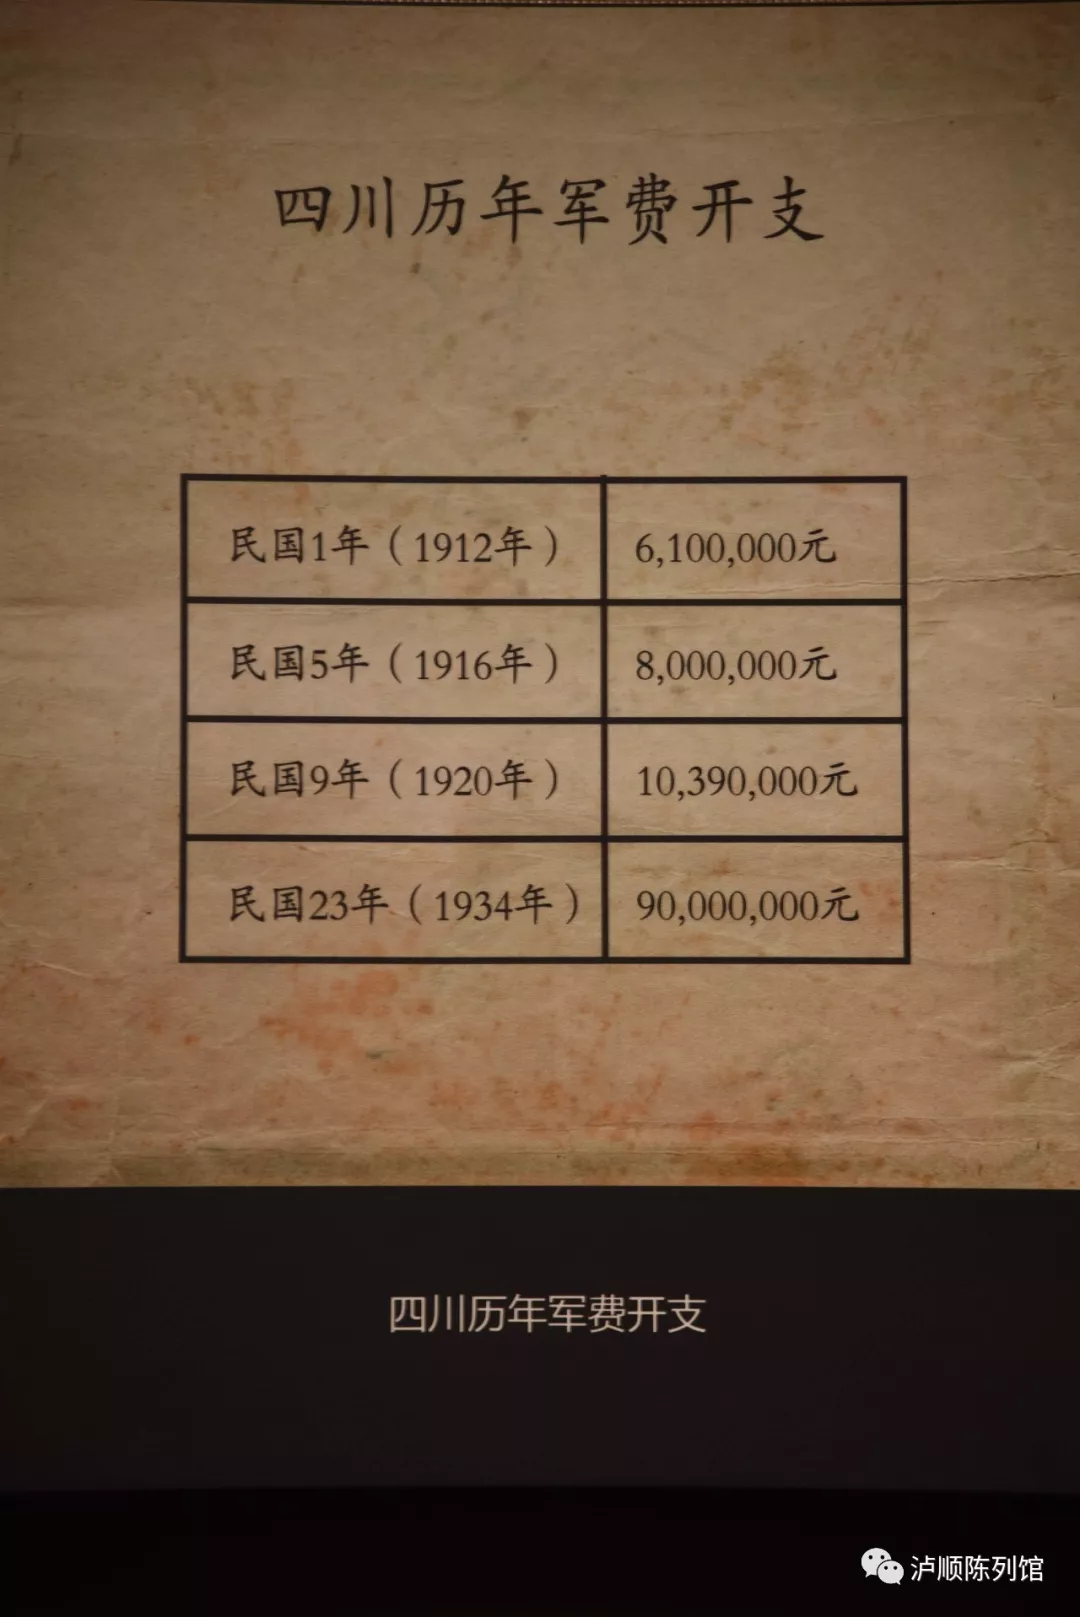 四川历年军费开支
民国1年（1912年） 6,100,000元
民国5年（1916年） 8,000,000元
民国9年（1920年） 10,390,000元
民国23年（1934年） 90,000,000元
四川历年军费开支
泸顺陈列馆